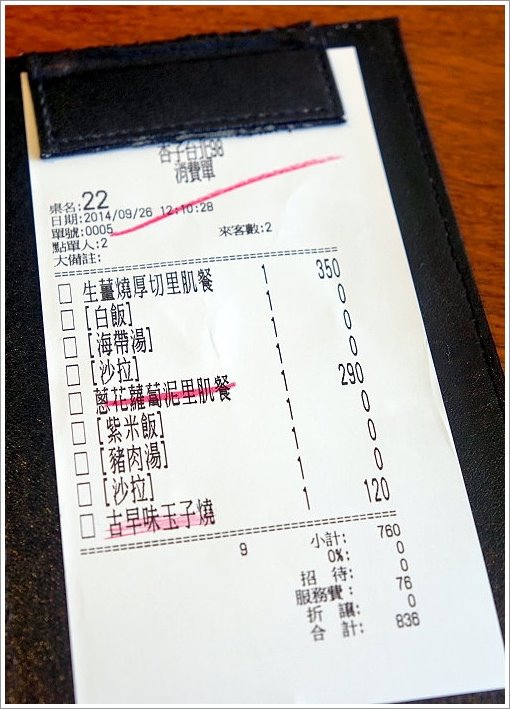 杏子台北38
消費單
桌名:22
日期:2014/09/26 12:10:28
單號:0005
點單人:2 來客數:2
大備註:
□ 生薑燒厚切里肌餐 1 350
□ [白飯] 1 0
□ [海帶湯] 1 0
□ [沙拉] 1 0
□ 蔥花蘿蔔泥里肌餐 1 290
□ [紫米飯] 1 0
□ [豬肉湯] 1 0
□ [沙拉] 1 0
□ 古早味玉子燒 1 120
9 小計: 760
0%: 0
招 待: 0
服務費: 76
折 讓: 0
合 計: 836